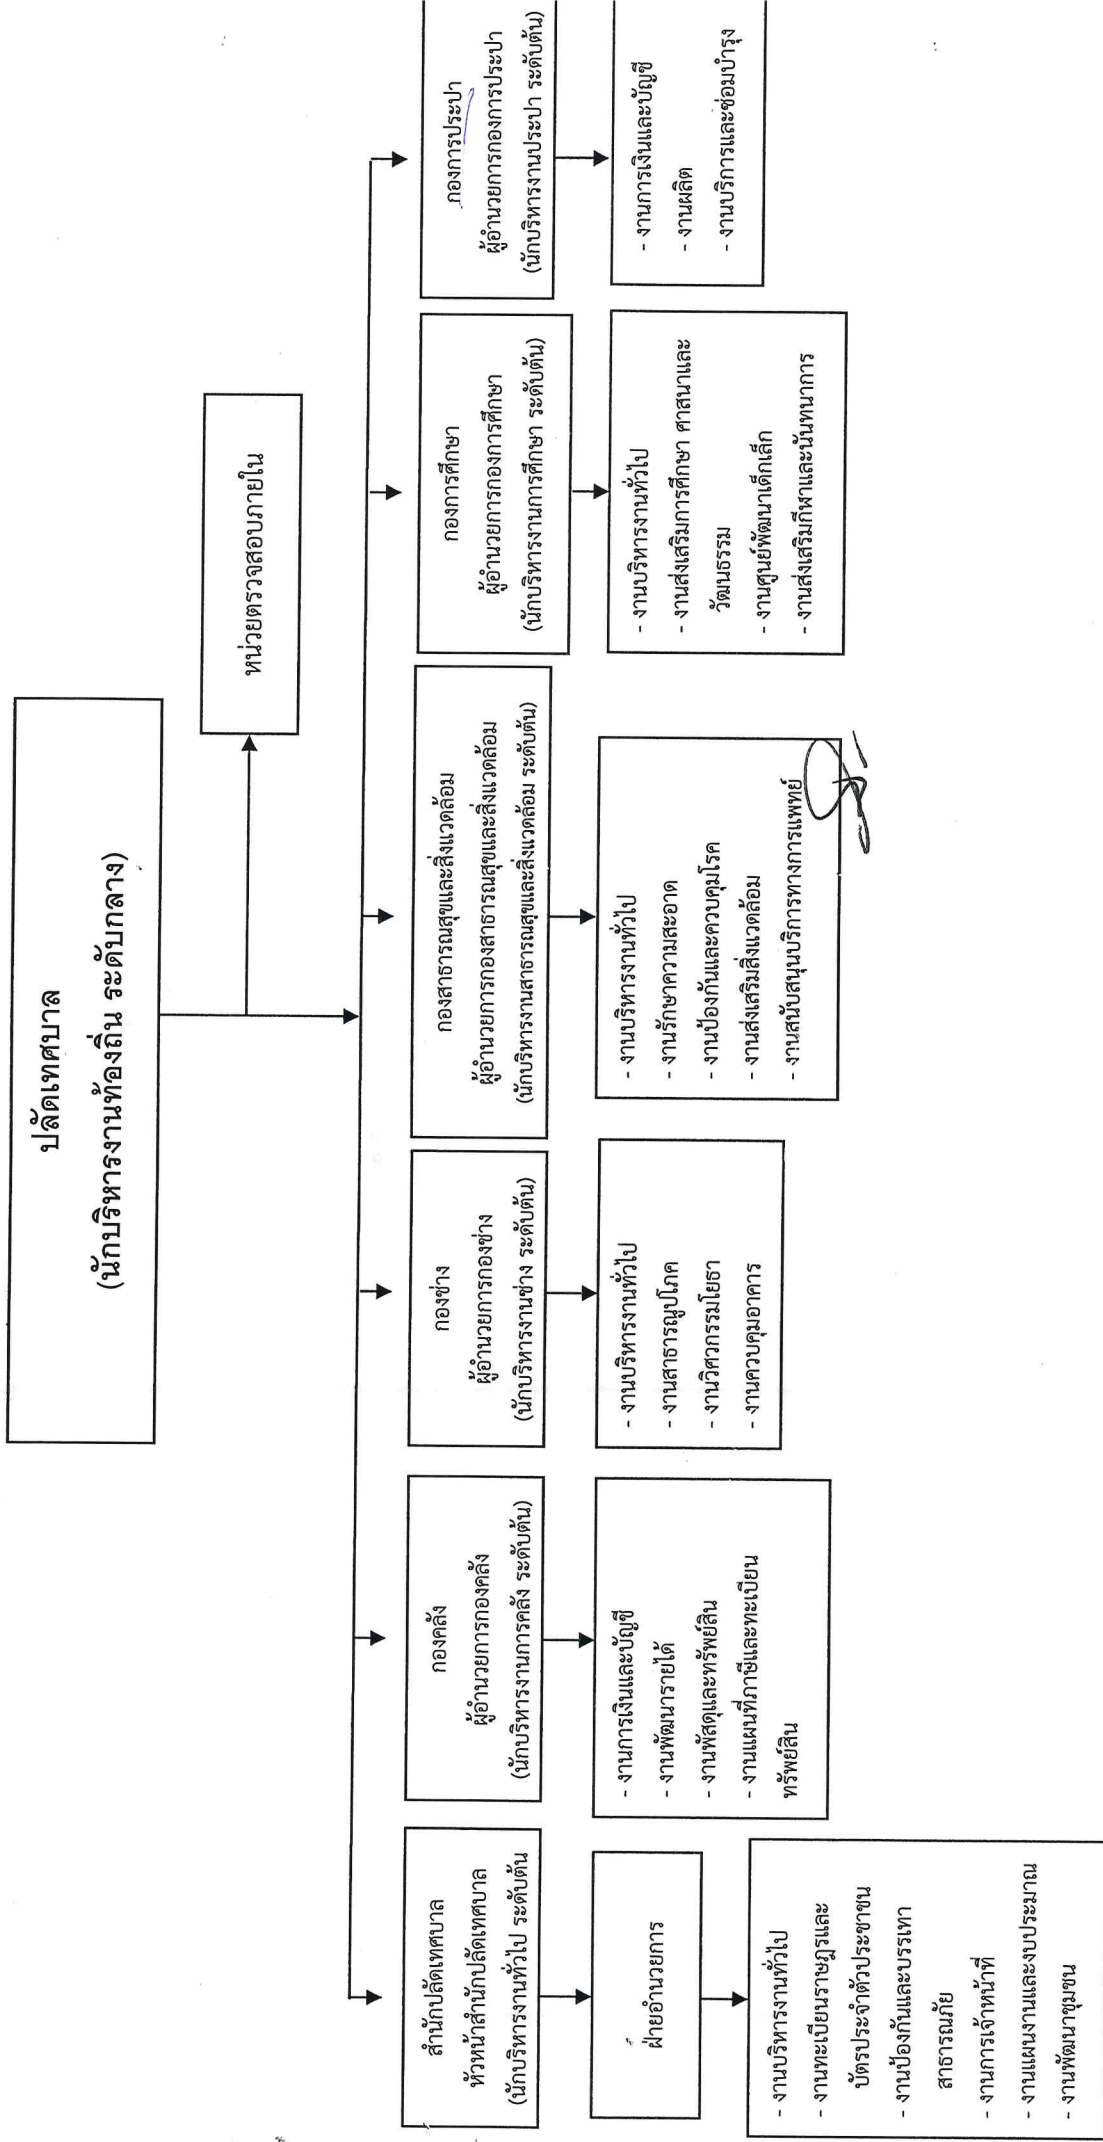 ปลัดเทศบาล
(นักบริหารงานท้องถิ่น ระดับกลาง)
หน่วยตรวจสอบภายใน
สำนักปลัดเทศบาล
หัวหน้าสำนักปลัดเทศบาล
(นักบริหารงานทั่วไป ระดับต้น
ฝ่ายอำนวยการ
- งานบริหารงานทั่วไป
- งานทะเบียนราษฎรและ
บัตรประจำตัวประชาชน
- งานป้องกันและบรรเทา
สาธารณภัย
- งานการเจ้าหน้าที่
- งานแผนงานและงบประมาณ
- งานพัฒนาชุมชน
กองคลัง
ผู้อำนวยการกองคลัง
(นักบริหารงานการคลัง ระดับต้น)
- งานการเงินและบัญชี
- งานพัฒนารายได้
- งานพัสดุและทรัพย์สิน
- งานแผนที่ภาษีและทะเบียน
ทรัพย์สิน
กองช่าง
ผู้อำนวยการกองช่าง
(นักบริหารงานช่าง ระดับต้น)
- งานบริหารงานทั่วไป
- งานสาธารณูปโภค
- งานวิศวกรรมโยธา
- งานควบคุมอาคาร
กองสาธารณสุขและสิ่งแวดล้อม
ผู้อำนวยการกองสาธารณสุขและสิ่งแวดล้อม
(นักบริหารงานสาธารณสุขและสิ่งแวดล้อม ระดับต้น)
- งานบริหารงานทั่วไป
- งานรักษาความสะอาด
- งานป้องกันและควบคุมโรค
- งานส่งเสริมสิ่งแวดล้อม
- งานสนับสนุนบริการทางการแพทย์
กองการศึกษา
ผู้อำนวยการกองการศึกษา
(นักบริหารงานการศึกษา ระดับต้น)
- งานบริหารงานทั่วไป
- งานส่งเสริมการศึกษา ศาสนาและ
วัฒนธรรม
- งานศูนย์พัฒนาเด็กเล็ก
- งานส่งเสริมกีฬาและนันทนาการ
กองการประปา
ผู้อำนวยการกองการประปา
(นักบริหารงานประปา ระดับต้น)
- งานการเงินและบัญชี
- งานผลิต
- งานบริการและซ่อมบำรุง